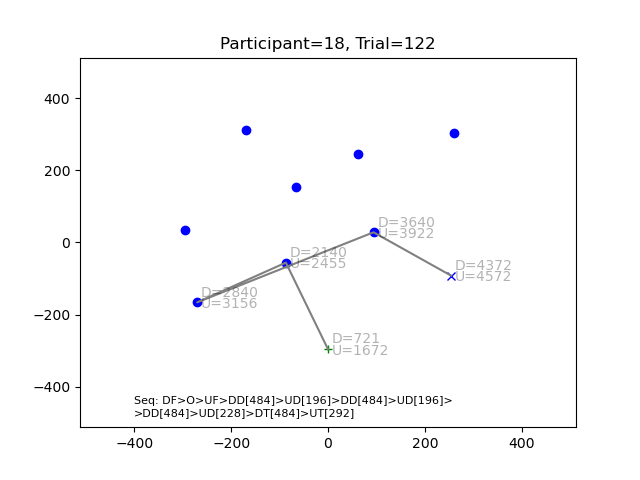 Participant=18, Trial=122
400
200
0
−200
−400
D=3640
U=3922
D=2140
U=2455
D=4372
U=4572
D=2840
U=3156
D=721
U=1672
Seq: DF>O>UF>DD[484]>UD[196]>DD[484]>UD[196]>
>DD[484]>UD[228]>DT[484]>UT[292]
−400 −200 0 200 400